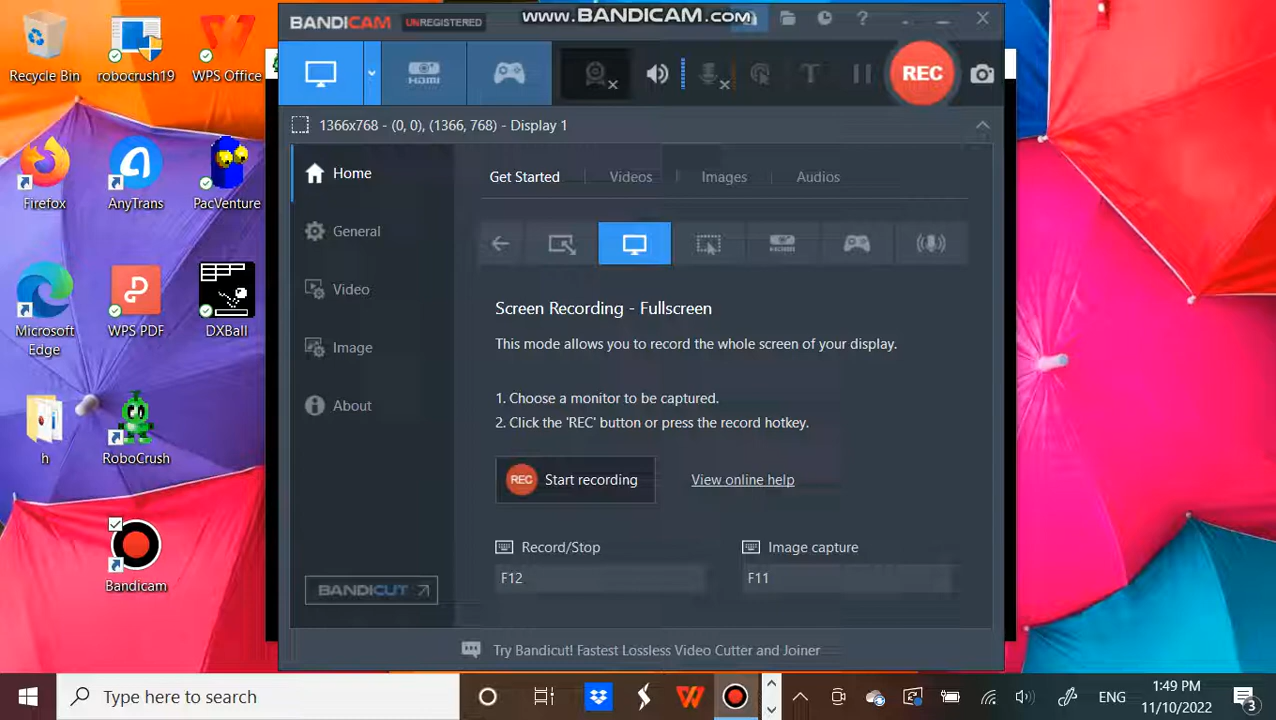 www.BANDICAM.com
BANDICAM UNREGISTERED
HDMI
T
REC
1366x768 - (0, 0), (1366, 768) - Display 1
Home
General
Video
Image
About
BANDICUT
Get Started
Videos
Images
Audios
HDMI
Screen Recording - Fullscreen
This mode allows you to record the whole screen of your display.
1. Choose a monitor to be captured.
2. Click the 'REC' button or press the record hotkey.
REC Start recording
View online help
Record/Stop
F12
Image capture
F11
Try Bandicut! Fastest Lossless Video Cutter and Joiner
Recycle Bin
robocrush19
WPS Office
Firefox
AnyTrans
PacVenture
Microsoft
Edge
WPS PDF
DXBall
h
RoboCrush
Bandicam
Type here to search
ENG
1:49 PM
11/10/2022
3